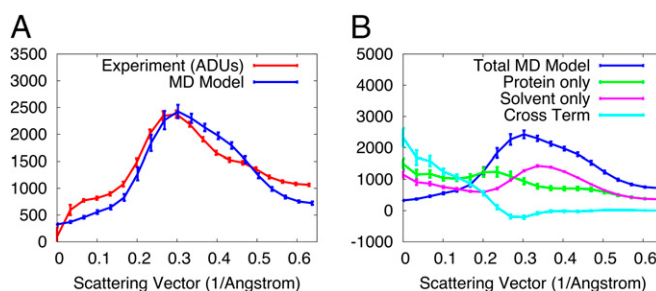 A
3500
3000
2500
2000
1500
1000
500
0
Experiment (ADUs)
MD Model
0 0.1 0.2 0.3 0.4 0.5 0.6
Scattering Vector (1/Angstrom)
B
5000
4000
3000
2000
1000
0
-1000
Total MD Model
Protein only
Solvent only
Cross Term
0 0.1 0.2 0.3 0.4 0.5 0.6
Scattering Vector (1/Angstrom)